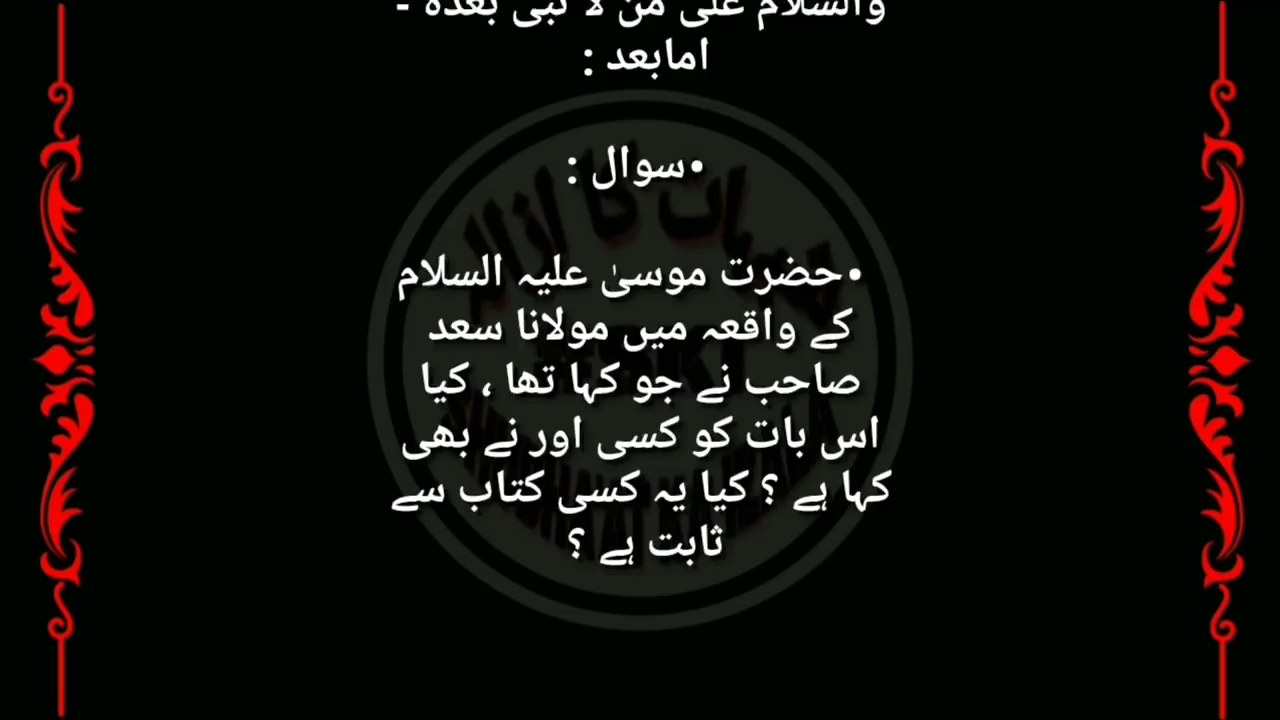 والسلام علی من لا نبی بعدہ -
امابعد :
•سوال :
•حضرت موسیٰ علیہ السلام
کے واقعہ میں مولانا سعد
صاحب نے جو کہا تھا ، کیا
اس بات کو کسی اور نے بھی
کہا ہے ؟ کیا یہ کسی کتاب سے
ثابت ہے ؟
کا ازالہ